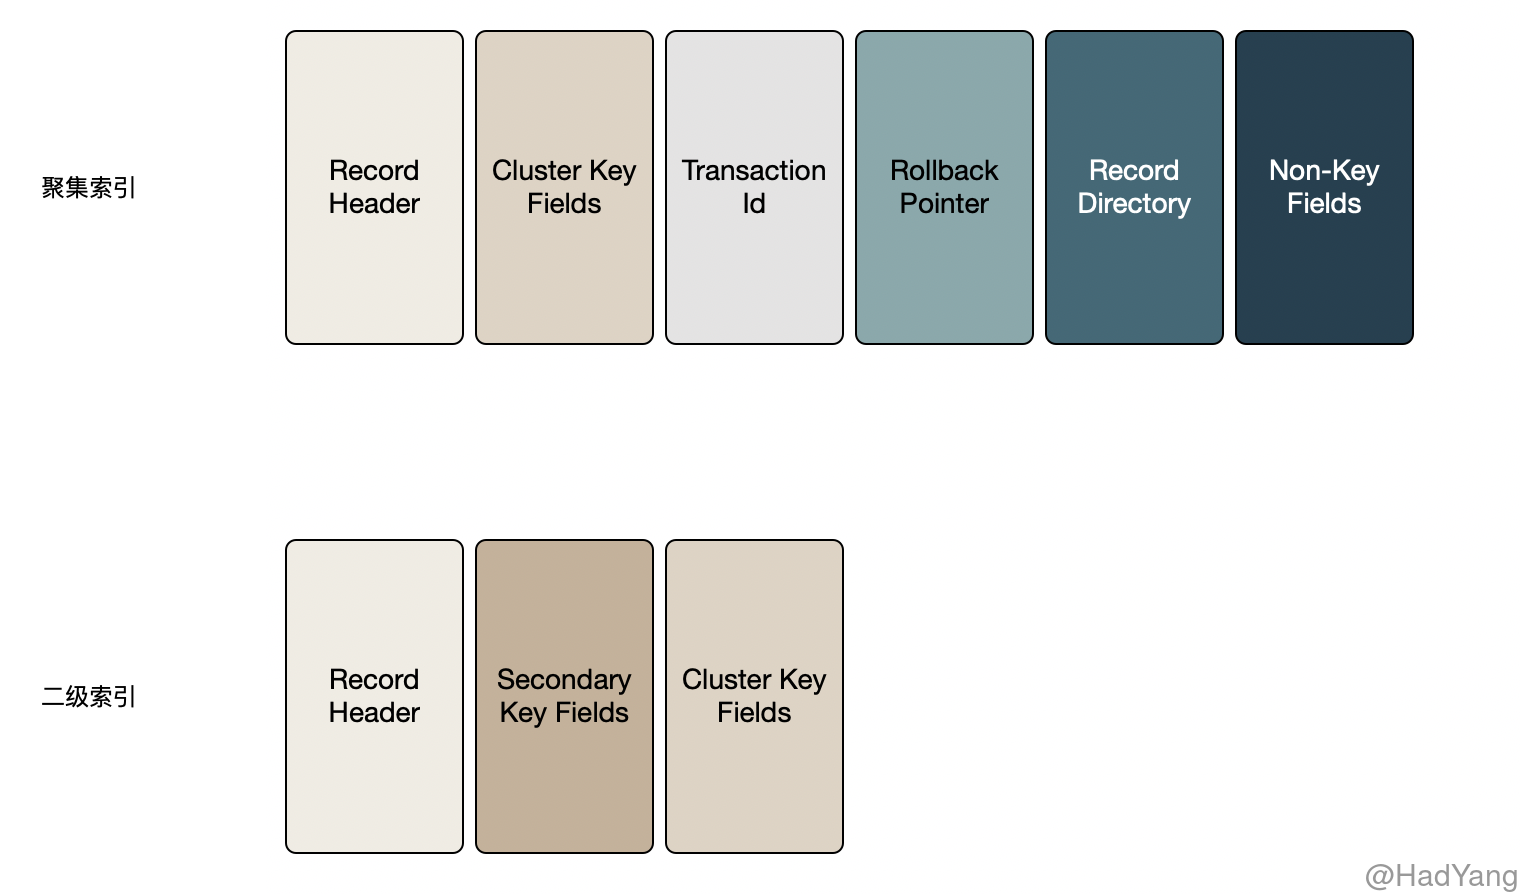 聚集索引
Record
Header
Cluster Key
Fields
Transaction
Id
Rollback
Pointer
Record
Directory
Non-Key
Fields
二级索引
Record
Header
Secondary
Key Fields
Cluster Key
Fields
@HadYang